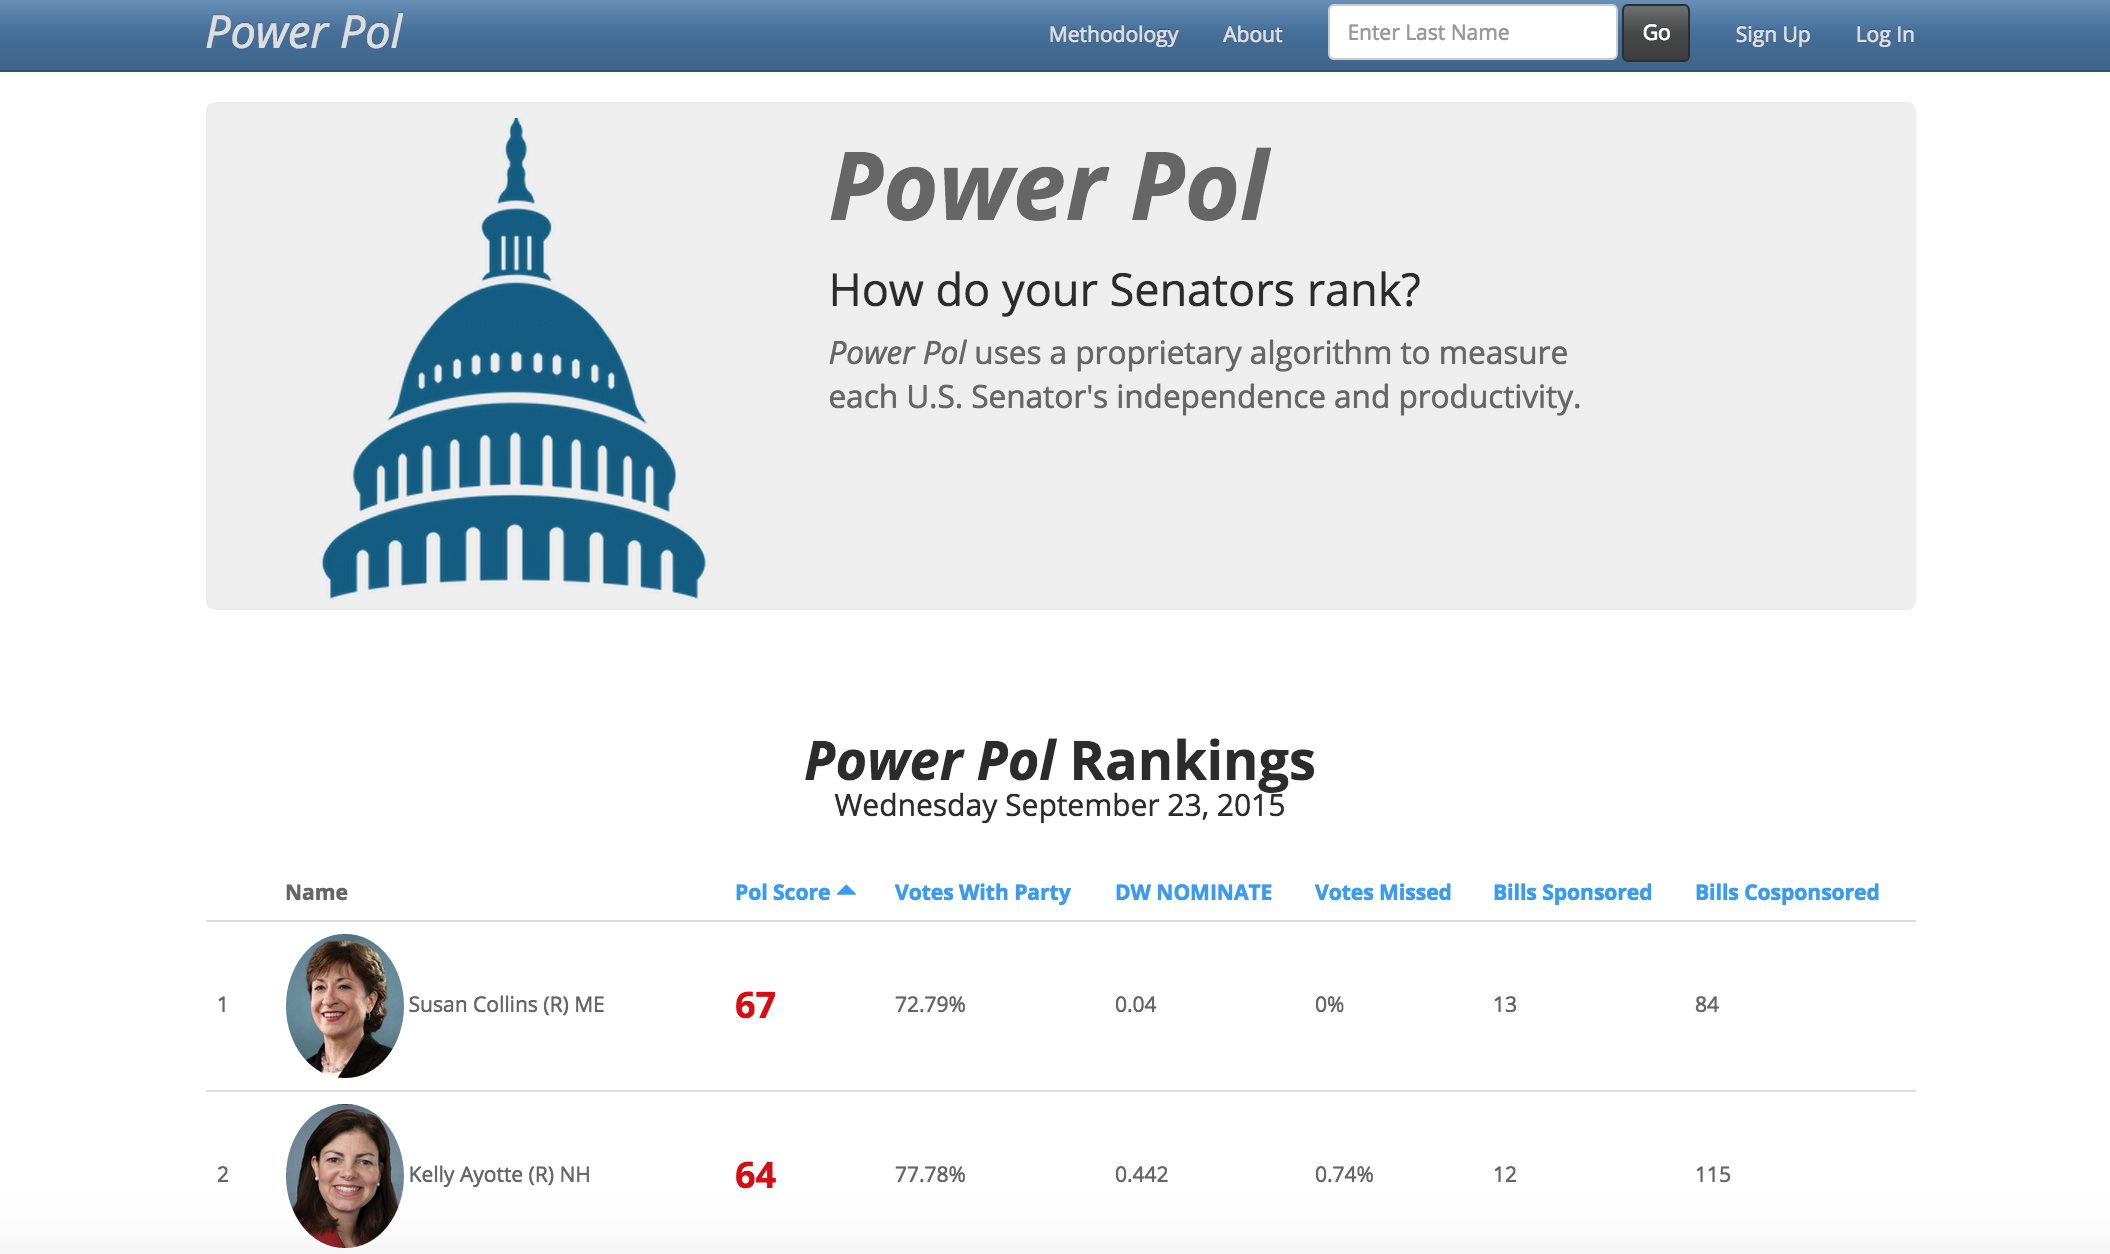 Power Pol
Methodology About Enter Last Name Go Sign Up Log In
Power Pol
How do your Senators rank?
Power Pol uses a proprietary algorithm to measure
each U.S. Senator's independence and productivity.
Power Pol Rankings
Wednesday September 23, 2015
Name Pol Score Votes With Party DW NOMINATE Votes Missed Bills Sponsored Bills Cosponsored
1 Susan Collins (R) ME 67 72.79% 0.04 0% 13 84
2 Kelly Ayotte (R) NH 64 77.78% 0.442 0.74% 12 115